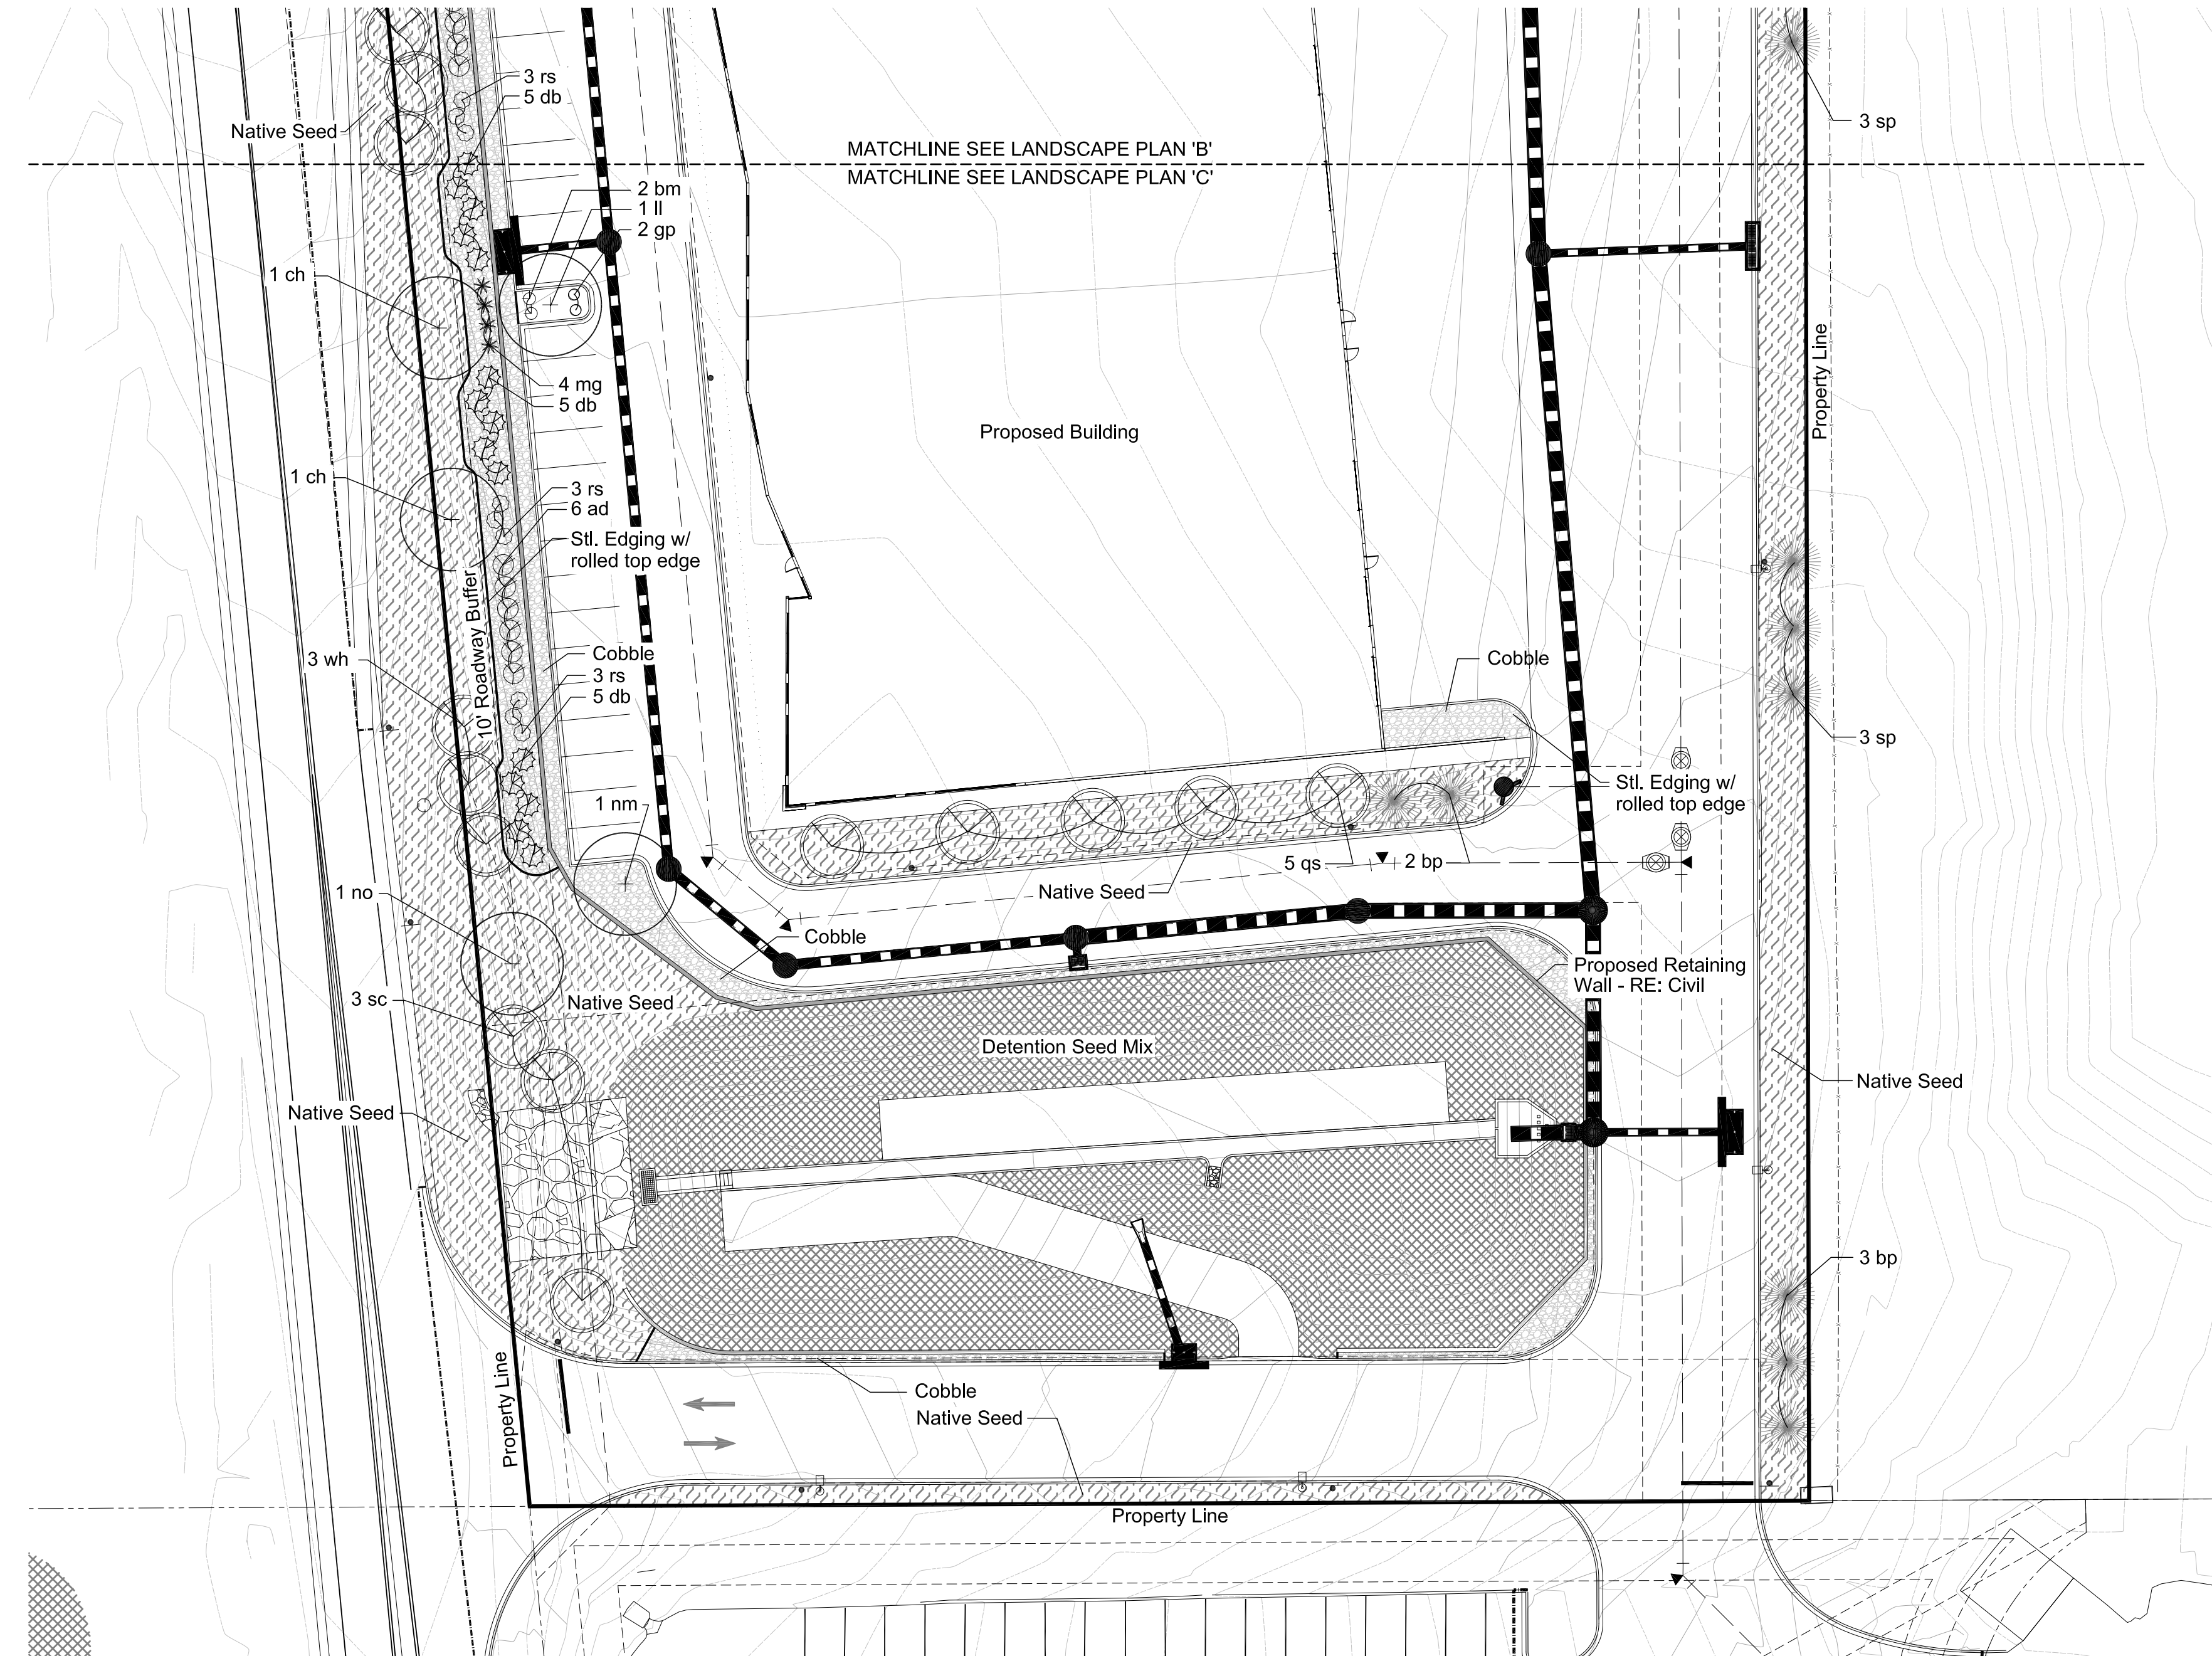 3 rs
5 db
Native Seed
3 sp
MATCHLINE SEE LANDSCAPE PLAN 'B'
MATCHLINE SEE LANDSCAPE PLAN 'C'
2 bm
1 ll
2 gp
1 ch
4 mg
5 db
Property Line
Proposed Building
1 ch
3 rs
6 ad
Stl. Edging w/
rolled top edge
10' Roadway Buffer
3 wh
Cobble
3 rs
5 db
Cobble
3 sp
Stl. Edging w/
rolled top edge
1 nm
5 qs
2 bp
1 no
Native Seed
Cobble
Proposed Retaining
Wall - RE: Civil
3 sc
Native Seed
Detention Seed Mix
Native Seed
Native Seed
3 bp
Property Line
Cobble
Native Seed
Property Line